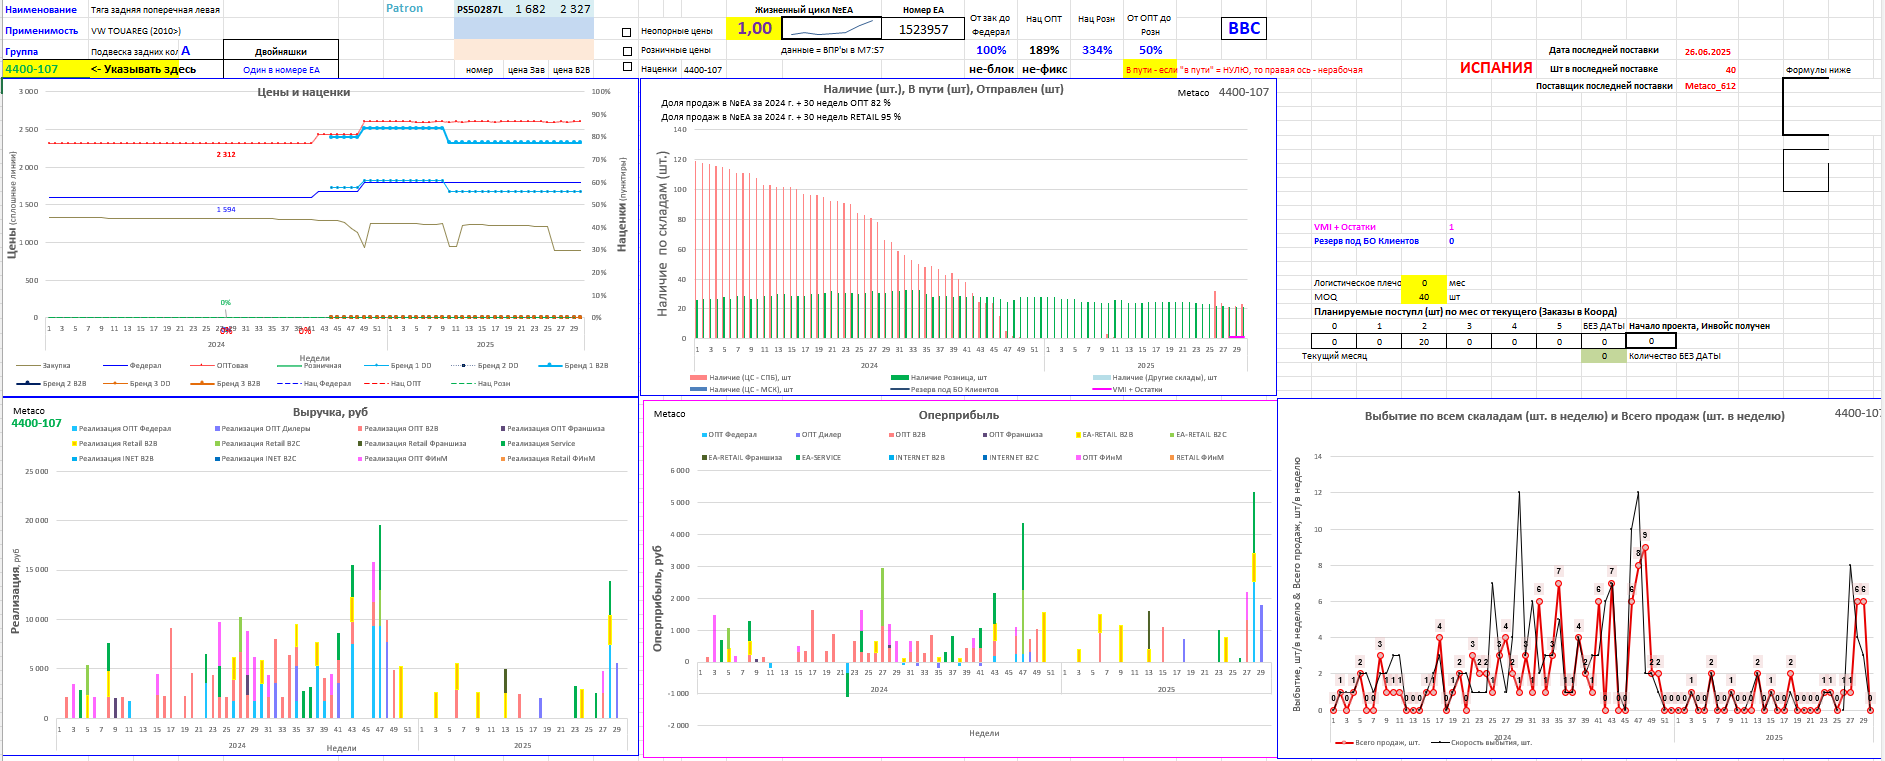 Наименование Тяга задняя поперечная левая Patron PS50287L 1 682 2 327
Применимость VW TOUAREG (2010>)
Группа Подвеска задних кол А Двойняшки
4400-107 <- Указывать здесь Один в номере ЕА номер цена Зав цена B2B
Жизненный цикл №ЕА Номер ЕА
Неопорные цены 1,00 1523957
Розничные цены данные = ВПР'ы в M7:S7
Наценки 4400-107
От зак до Федерал Нац ОПТ Нац Розн От ОПТ до Розн
100% 189% 334% 50%
не-блок не-фикс В пути - если "в пути" = НУЛЮ, то правая ось - нерабочая
BBC
ИСПАНИЯ
Дата последней поставки 26.06.2025
Шт в последней поставке 40 Формулы ниже
Поставщик последней поставки Metaco_612
Цены и наценки
Цены (сплошные линии)
Наценки (пунктиры)
3 000
2 500
2 000
1 500
1 000
500
0
100%
90%
80%
70%
60%
50%
40%
30%
20%
10%
0%
2 312
1 594
0%
0%
0%
1 3 5 7 9 11 13 15 17 19 21 23 25 27 29 31 33 35 37 39 41 43 45 47 49 51 1 3 5 7 9 11 13 15 17 19 21 23 25 27 29
2024 2025
Недели
Закупка Федерал ОПТовая Розничная Бренд 1 DD Бренд 2 DD Бренд 1 B2B
Бренд 2 B2B Бренд 3 DD Бренд 3 B2B Нац Федерал Нац ОПТ Нац Розн
Наличие (шт.), В пути (шт), Отправлен (шт)
Metaco 4400-107
Доля продаж в №ЕА за 2024 г. + 30 недель ОПТ 82 %
Доля продаж в №ЕА за 2024 г. + 30 недель RETAIL 95 %
Наличие по складам (шт.)
140
120
100
80
60
40
20
0
1 3 5 7 9 11 13 15 17 19 21 23 25 27 29 31 33 35 37 39 41 43 45 47 49 51 1 3 5 7 9 11 13 15 17 19 21 23 25 27 29
2024 2025
Наличие (ЦС - СПБ), шт Наличие Розница, шт Наличие (Другие склады), шт
Наличие (ЦС - МСК), шт Резерв под БО Клиентов VMI + Остатки
VMI + Остатки 1
Резерв под БО Клиентов 0
Логистическое плечо 0 мес
MOQ 40 шт
Планируемые поступл (шт) по мес от текущего (Заказы в Коорд)
0 1 2 3 4 5 БЕЗ ДАТЫ Начало проекта, Инвойс получен
0 0 20 0 0 0 0 0
Текущий месяц 0 Количество БЕЗ ДАТЫ
Metaco
4400-107
Выручка, руб
Реализация ОПТ Федерал Реализация ОПТ Дилеры Реализация ОПТ B2B Реализация ОПТ Франшиза
Реализация Retail B2B Реализация Retail B2C Реализация Retail Франшиза Реализация Service
Реализация INET B2B Реализация INET B2C Реализация ОПТ ФИнМ Реализация Retail ФИнМ
Реализация, руб
25 000
20 000
15 000
10 000
5 000
0
1 3 5 7 9 11 13 15 17 19 21 23 25 27 29 31 33 35 37 39 41 43 45 47 49 51 1 3 5 7 9 11 13 15 17 19 21 23 25 27 29
2024 2025
Недели
Metaco
Оперприбыль
ОПТ Федерал ОПТ Дилер ОПТ B2B ОПТ Франшиза EA-RETAIL B2B EA-RETAIL B2C
EA-RETAIL Франшиза EA-SERVICE INTERNET B2B INTERNET B2C ОПТ ФИнМ RETAIL ФИнМ
Оперприбыль, руб
6 000
5 000
4 000
3 000
2 000
1 000
0
-1 000
-2 000
1 3 5 7 9 11 13 15 17 19 21 23 25 27 29 31 33 35 37 39 41 43 45 47 49 51 1 3 5 7 9 11 13 15 17 19 21 23 25 27 29
2024 2025
Недели
Выбытие по всем скаладам (шт. в неделю) и Всего продаж (шт. в неделю)
4400-107
Выбытие, шт/в неделю & Всего продаж, шт/в неделю
14
12
10
8
6
4
2
0
1 3 5 7 9 11 13 15 17 19 21 23 25 27 29 31 33 35 37 39 41 43 45 47 49 51 1 3 5 7 9 11 13 15 17 19 21 23 25 27 29
2024 2025
Всего продаж, шт. Скорость выбытия, шт.